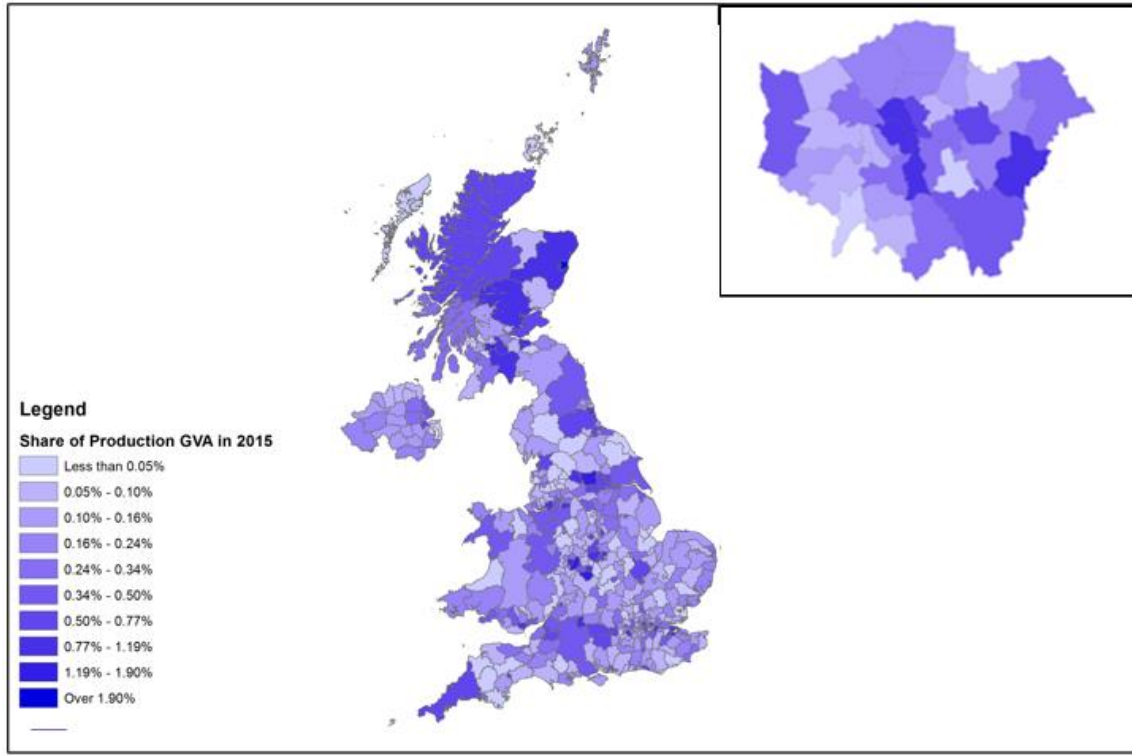 Legend
Share of Production GVA in 2015
Less than 0.05%
0.05% - 0.10%
0.10% - 0.16%
0.16% - 0.24%
0.24% - 0.34%
0.34% - 0.50%
0.50% - 0.77%
0.77% - 1.19%
1.19% - 1.90%
Over 1.90%